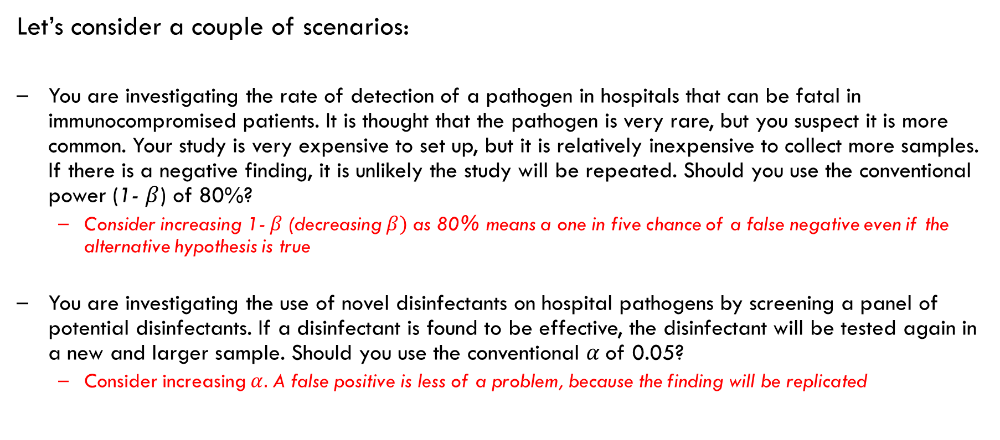 Let's consider a couple of scenarios:
– You are investigating the rate of detection of a pathogen in hospitals that can be fatal in
immunocompromised patients. It is thought that the pathogen is very rare, but you suspect it is more
common. Your study is very expensive to set up, but it is relatively inexpensive to collect more samples.
If there is a negative finding, it is unlikely the study will be repeated. Should you use the conventional
power (1- β) of 80%?
– Consider increasing 1- β (decreasing β) as 80% means a one in five chance of a false negative even if the
alternative hypothesis is true
– You are investigating the use of novel disinfectants on hospital pathogens by screening a panel of
potential disinfectants. If a disinfectant is found to be effective, the disinfectant will be tested again in
a new and larger sample. Should you use the conventional α of 0.05?
– Consider increasing α. A false positive is less of a problem, because the finding will be replicated